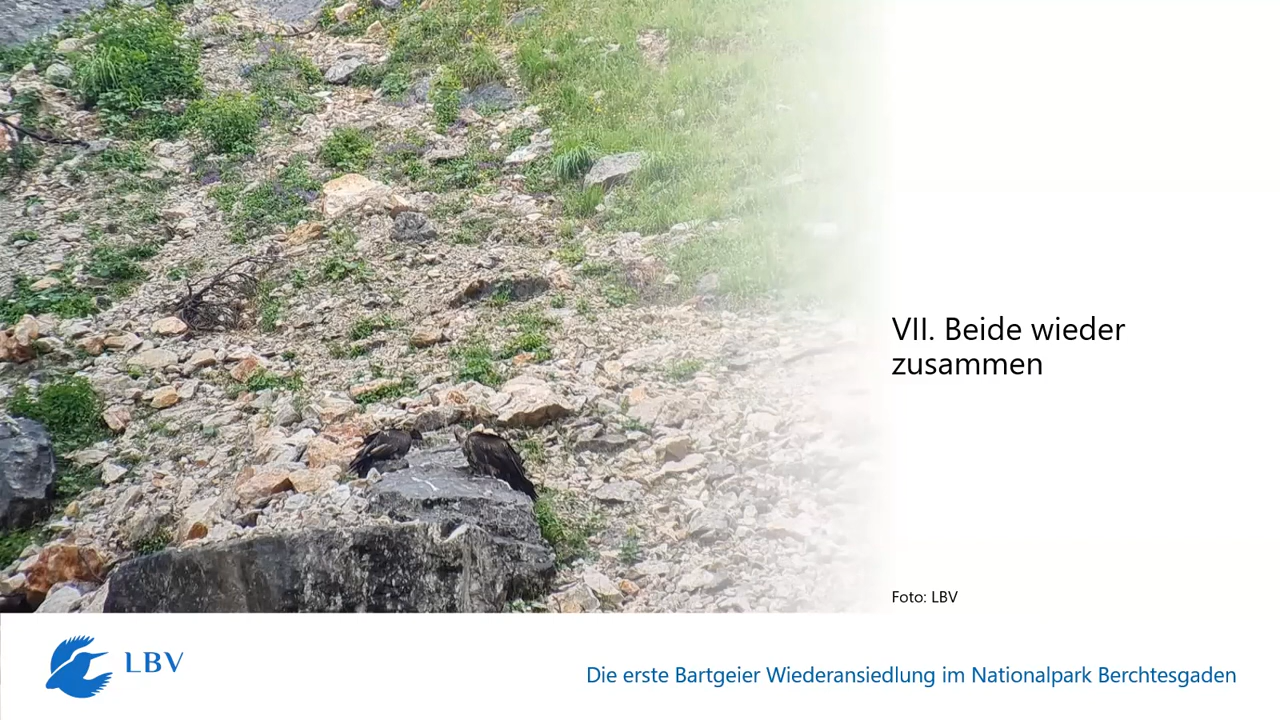 VII. Beide wieder
zusammen
Foto: LBV
LBV
Die erste Bartgeier Wiederansiedlung im Nationalpark Berchtesgaden